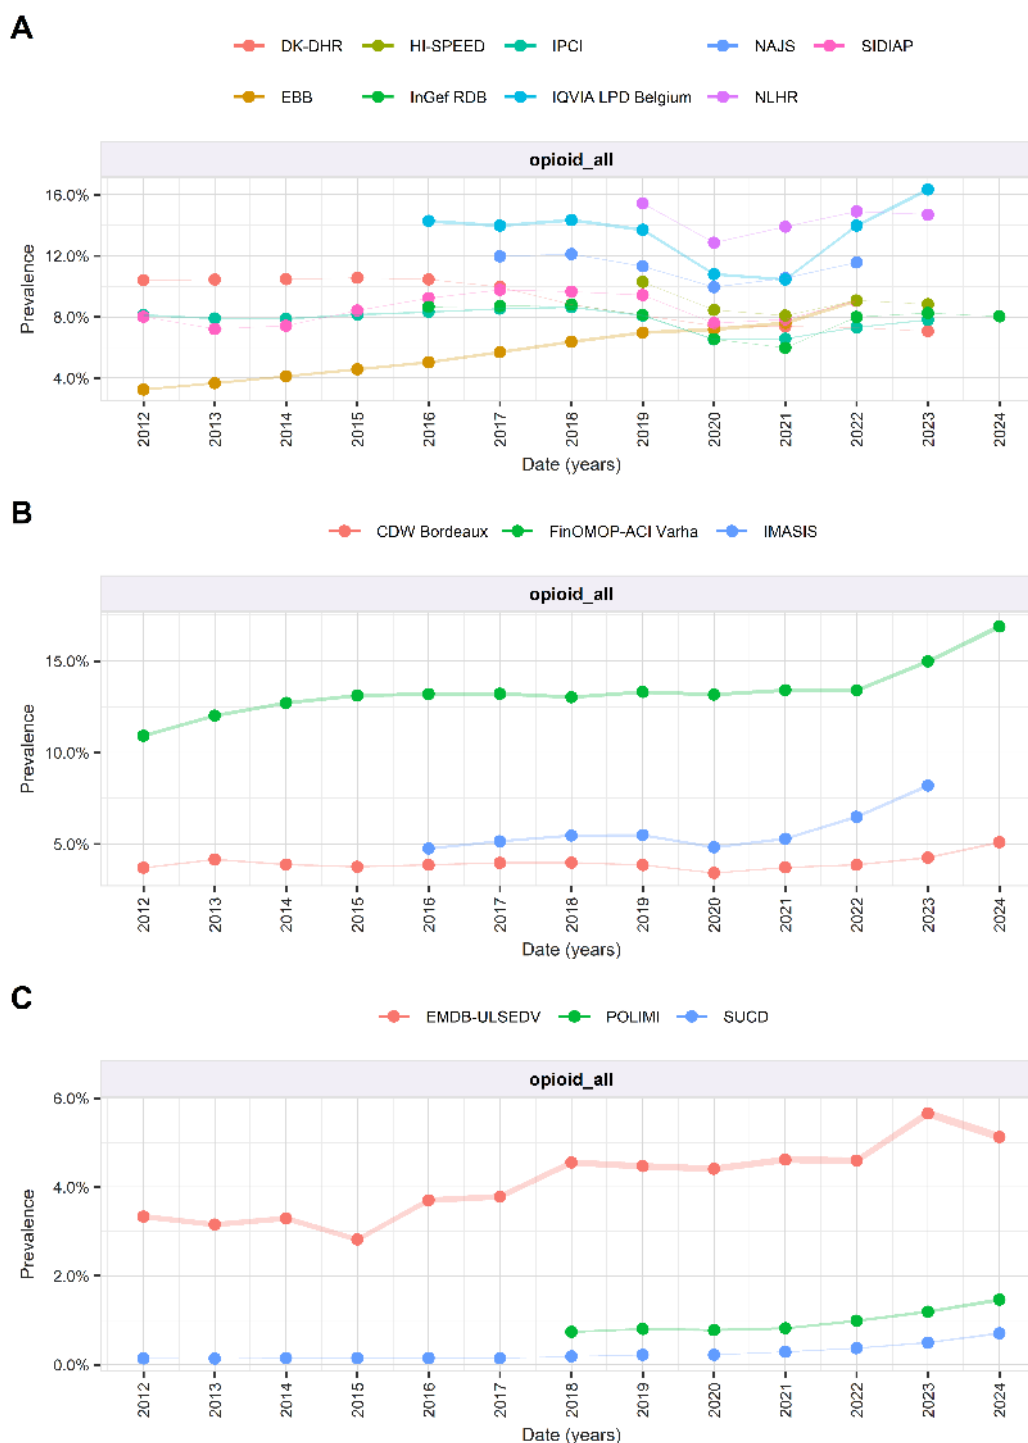 A
DK-DHR HI-SPEED IPCI NAJS SIDIAP
EBB InGef RDB IQVIA LPD Belgium NLHR
opioid_all
16.0%
12.0%
8.0%
4.0%
Prevalence
2012 2013 2014 2015 2016 2017 2018 2019 2020 2021 2022 2023 2024
Date (years)
B
CDW Bordeaux FinOMOP-ACI Varha IMASIS
opioid_all
15.0%
10.0%
5.0%
Prevalence
2012 2013 2014 2015 2016 2017 2018 2019 2020 2021 2022 2023 2024
Date (years)
C
EMDB-ULSEDV POLIMI SUCD
opioid_all
6.0%
4.0%
2.0%
0.0%
Prevalence
2012 2013 2014 2015 2016 2017 2018 2019 2020 2021 2022 2023 2024
Date (years)